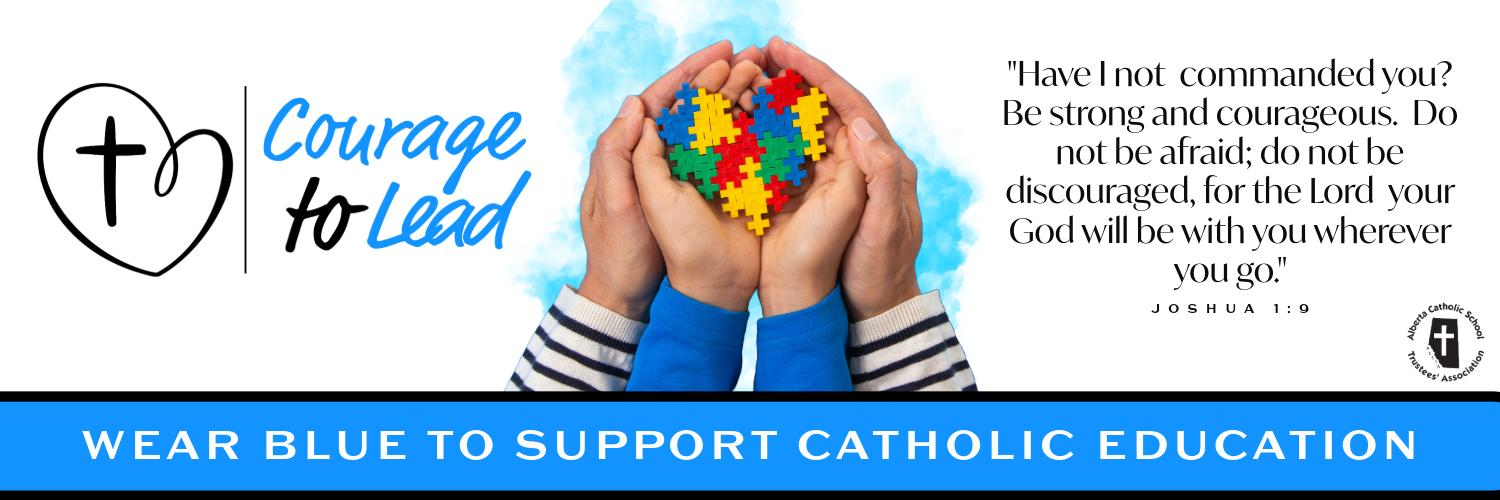 Courage
to Lead
"Have I not commanded you?
Be strong and courageous. Do
not be afraid; do not be
discouraged, for the Lord your
God will be with you wherever
you go."
JOSHUA 1:9
Alberta Catholic School
Trustees' Association
WEAR BLUE TO SUPPORT CATHOLIC EDUCATION